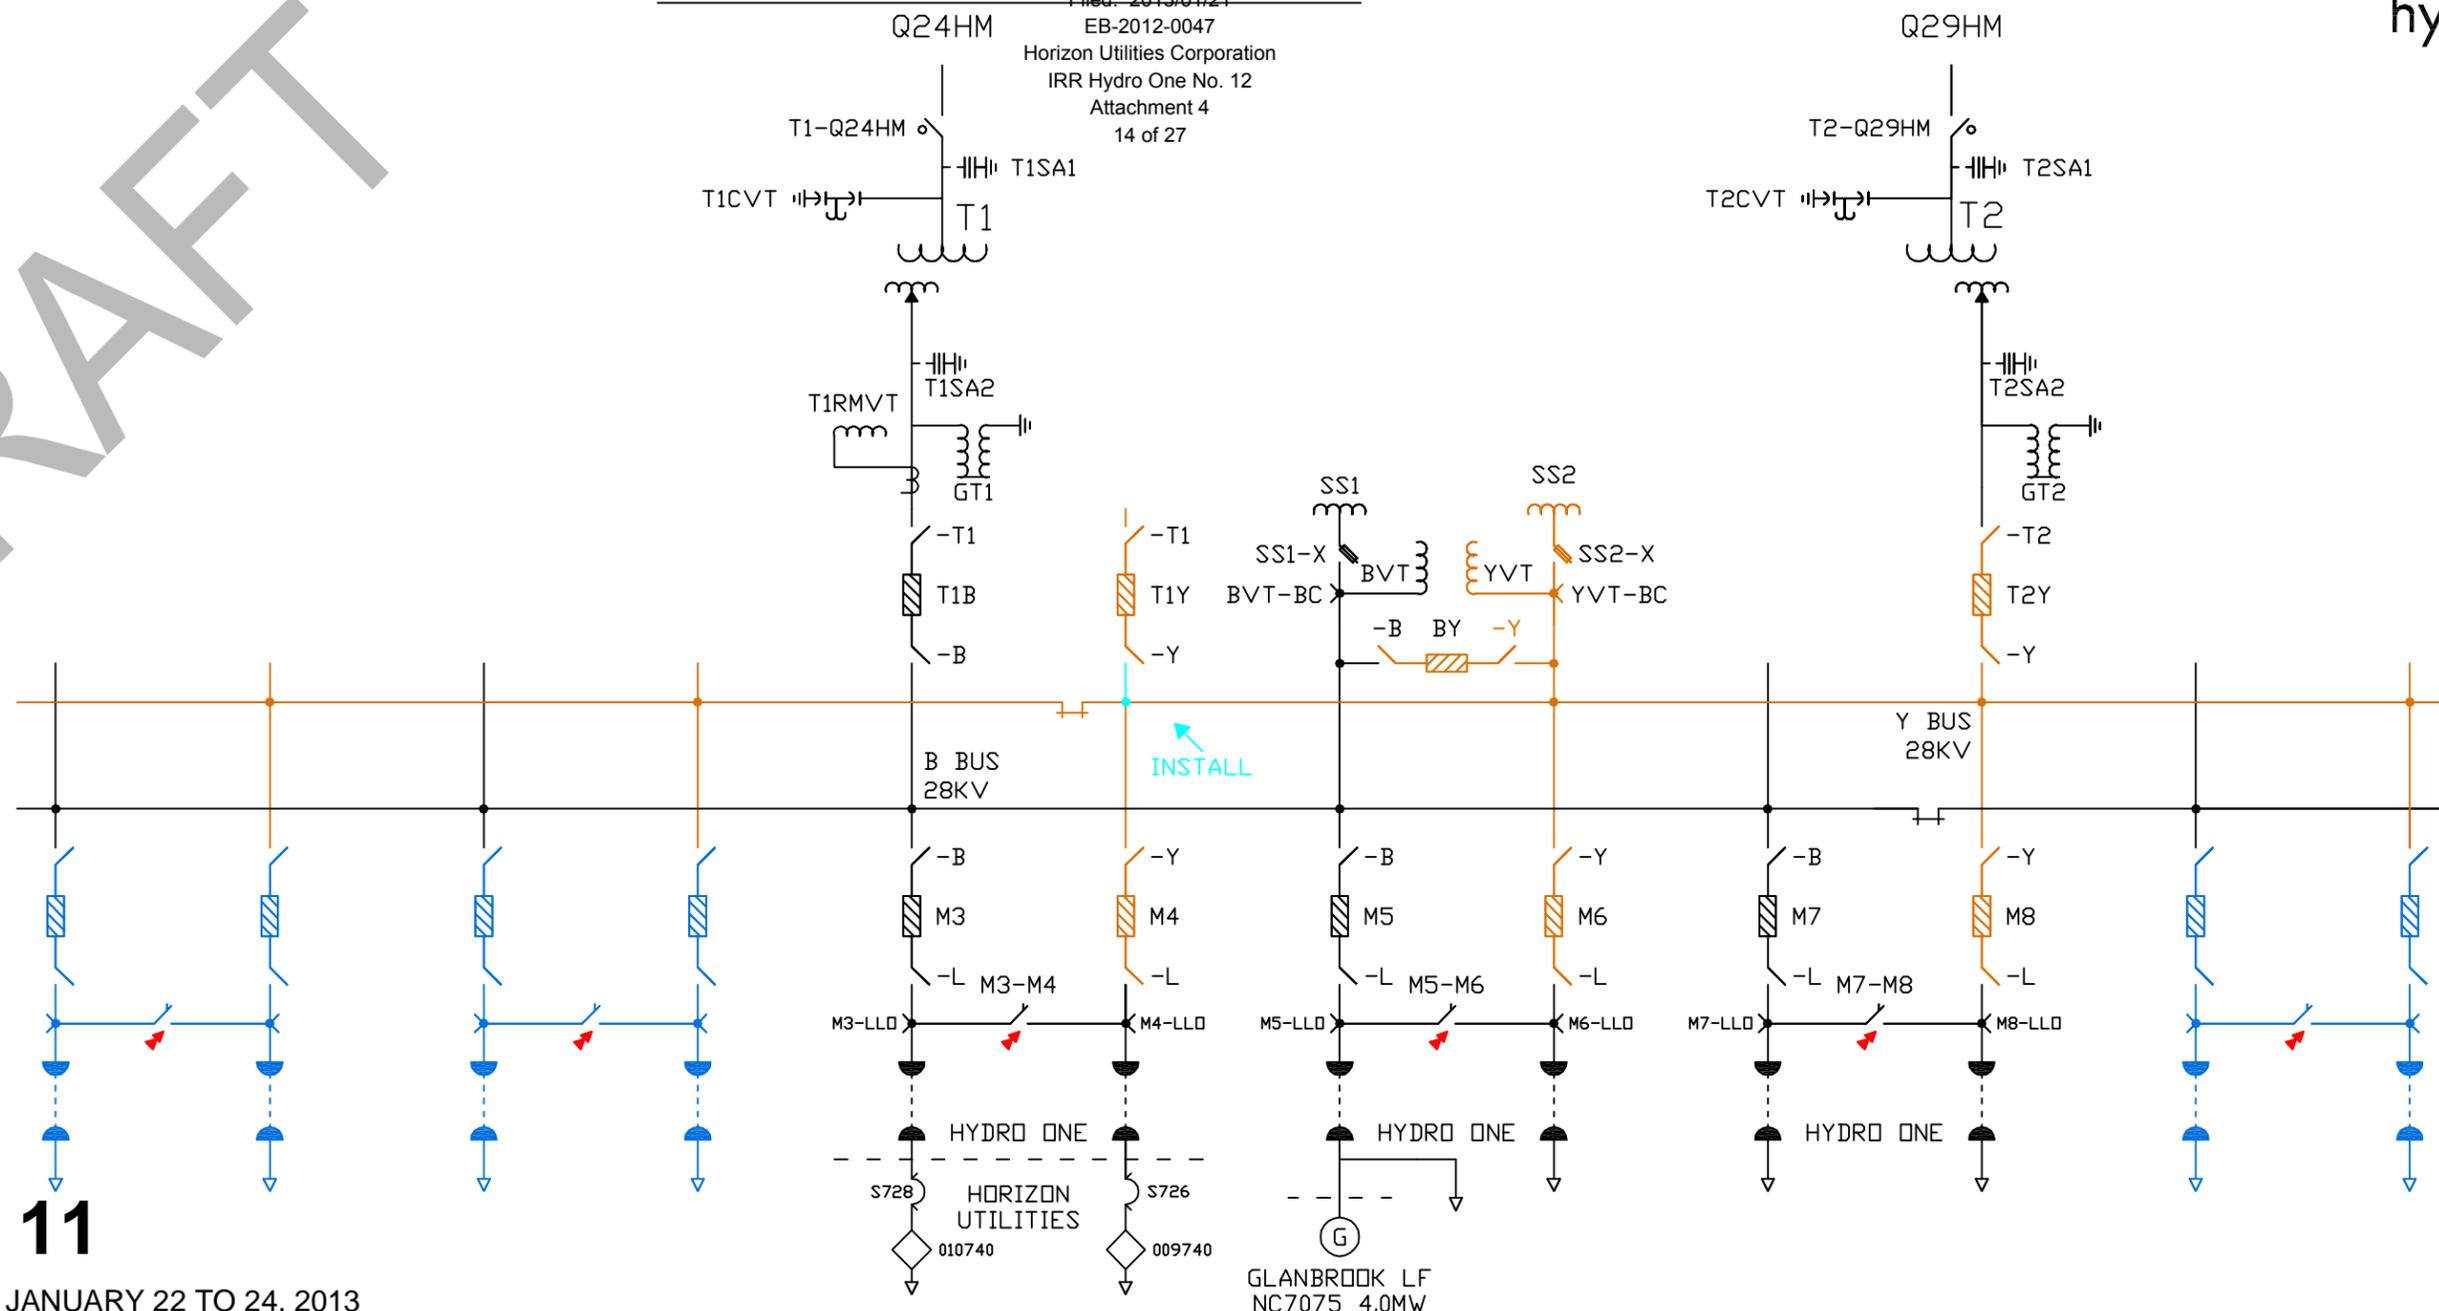 Filed: 2013/01/21
Q24HM
EB-2012-0047
Horizon Utilities Corporation
IRR Hydro One No. 12
Attachment 4
14 of 27
Q29HM
hy
T1-Q24HM
T1SA1
T1CVT
T1
T2-Q29HM
T2SA1
T2CVT
T2
RAFT
T1SA2
T1RMVT
GT1
T2SA2
GT2
SS1
SS2
-T1
-T1
SS1-X
BVT
YVT
SS2-X
-T2
T1B
T1Y
BVT-BC
YVT-BC
T2Y
-B
-Y
-B
BY
-Y
-Y
B BUS
28KV
INSTALL
Y BUS
28KV
-B
-Y
-B
-Y
-B
-Y
M3
M4
M5
M6
M7
M8
-L
M3-M4
-L
-L
M5-M6
-L
-L
M7-M8
-L
M3-LLO
M4-LLO
M5-LLO
M6-LLO
M7-LLO
M8-LLO
HYDRO ONE
HYDRO ONE
HYDRO ONE
S728
HORIZON
UTILITIES
S726
010740
009740
G
GLANBROOK LF
NC7075 4.0MW
11
JANUARY 22 TO 24, 2013